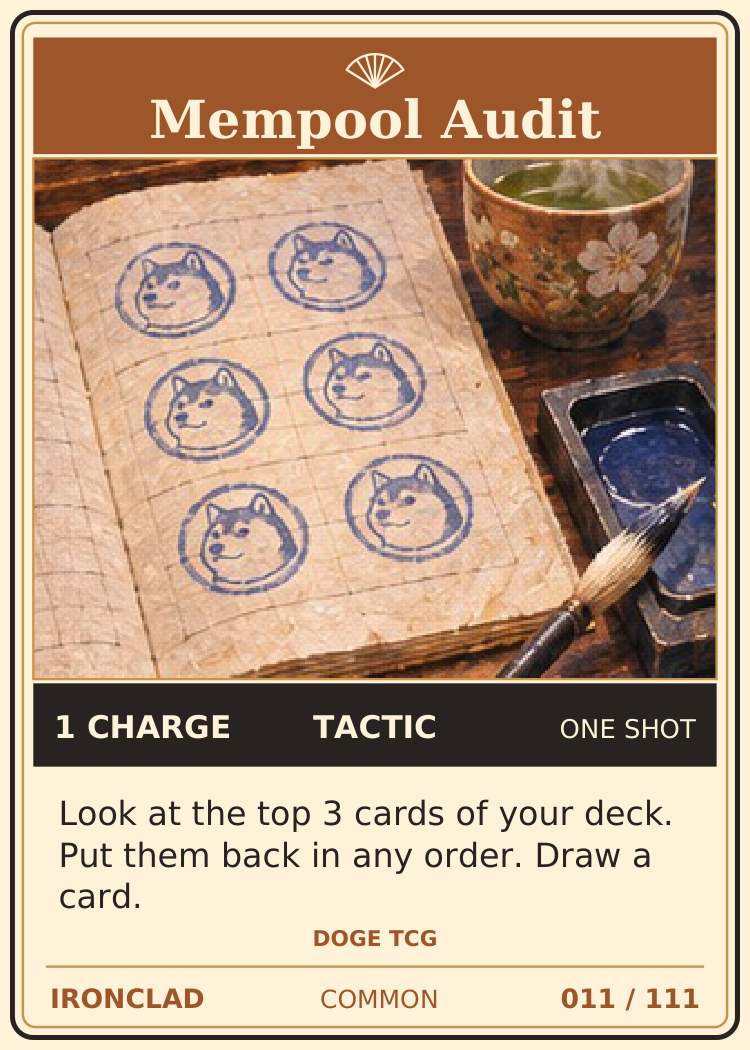 Mempool Audit
1 CHARGE TACTIC ONE SHOT
Look at the top 3 cards of your deck.
Put them back in any order. Draw a
card.
DOGE TCG
IRONCLAD COMMON 011 / 111